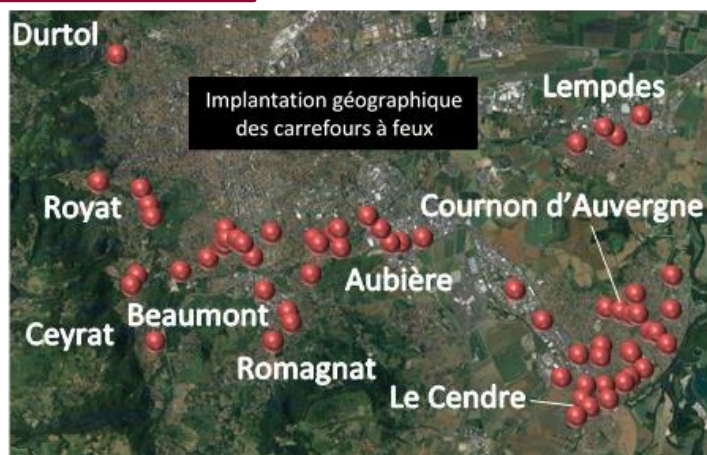 Durtol
Implantation géographique
des carrefours à feux
Lempdes
Royat
Cournon d’Auvergne
Aubière
Beaumont
Ceyrat
Romagnat
Le Cendre